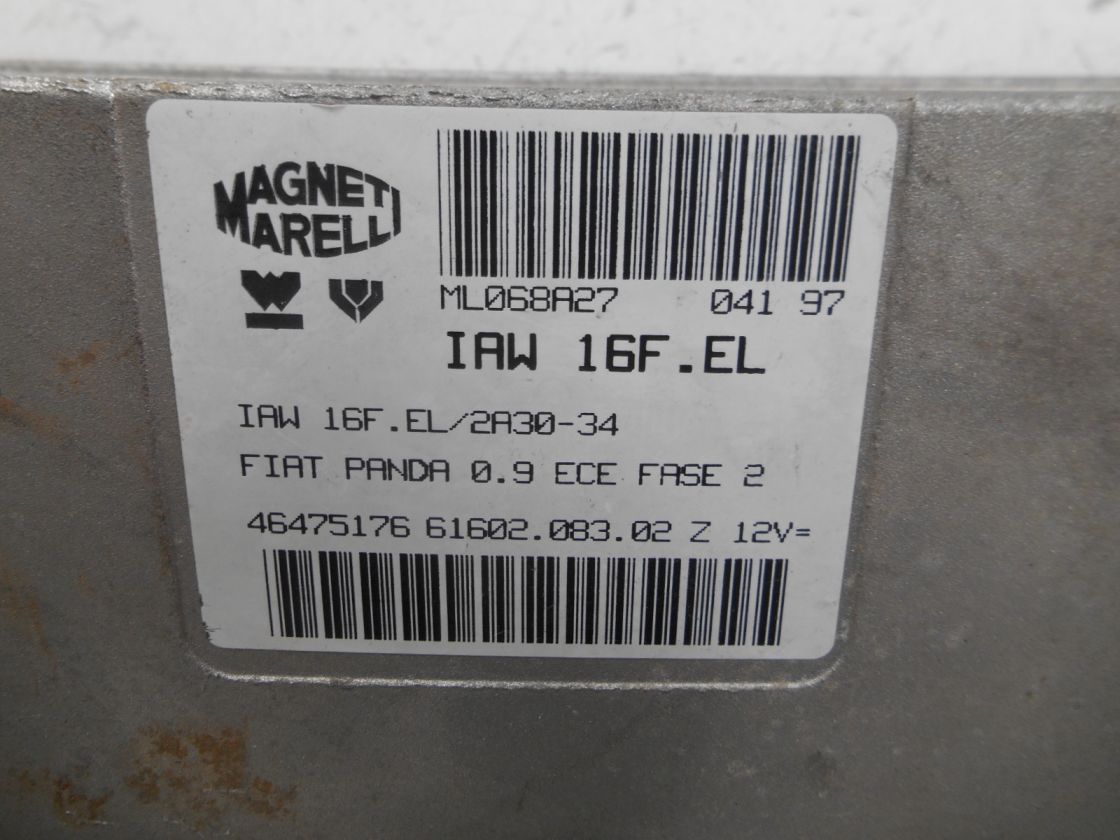 MAGNETI
MARELLI
ML068A27 041 97
IAW 16F.EL
IAW 16F.EL/2A30-34
FIAT PANDA 0.9 ECE FASE 2
46475176 61602.083.02 Z 12V=